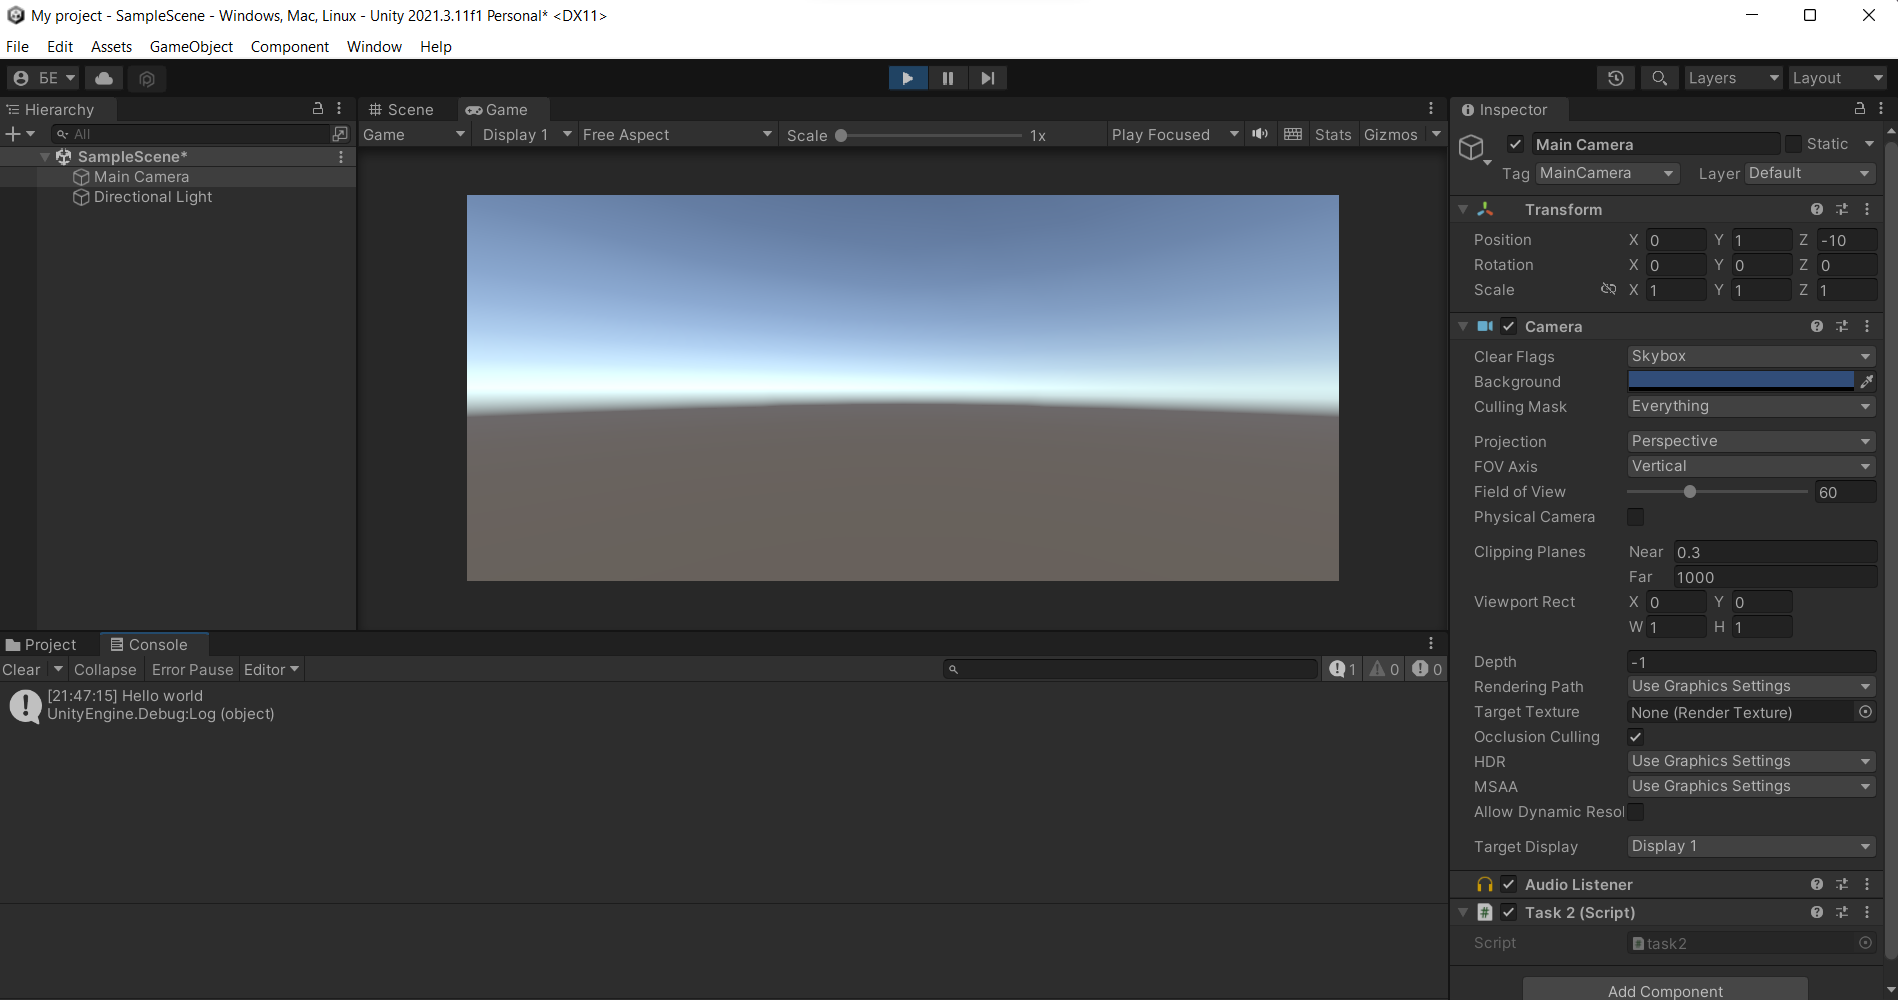 My project - SampleScene - Windows, Mac, Linux - Unity 2021.3.11f1 Personal* <DX11>
File Edit Assets GameObject Component Window Help
БЕ
Layers Layout
Hierarchy
All
SampleScene*
Main Camera
Directional Light
Scene Game
Game Display 1 Free Aspect Scale 1x Play Focused Stats Gizmos
Project Console
Clear Collapse Error Pause Editor 1 0 0
[21:47:15] Hello world
UnityEngine.Debug:Log (object)
Inspector
Main Camera Static
Tag MainCamera Layer Default
Transform
Position X 0 Y 1 Z -10
Rotation X 0 Y 0 Z 0
Scale X 1 Y 1 Z 1
Camera
Clear Flags Skybox
Background
Culling Mask Everything
Projection Perspective
FOV Axis Vertical
Field of View 60
Physical Camera
Clipping Planes Near 0.3
Far 1000
Viewport Rect X 0 Y 0
W 1 H 1
Depth -1
Rendering Path Use Graphics Settings
Target Texture None (Render Texture)
Occlusion Culling
HDR Use Graphics Settings
MSAA Use Graphics Settings
Allow Dynamic Resol
Target Display Display 1
Audio Listener
# Task 2 (Script)
Script task2
Add Component